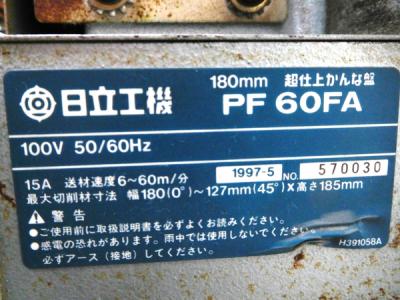 180mm 超仕上かんな盤
日立工機 PF 60FA
100V 50/60Hz
15A 送材速度6~60m/分 1997-5 NO. 570030
最大切削材寸法 幅180(0°)~127mm(45°)×高さ185mm
⚠ 警告
●ご使用前に取扱説明書を必ずよくお読みください。
●感電の恐れがあります。雨中では使用しないでください。
必ずアース(接地)してください。
H391058A